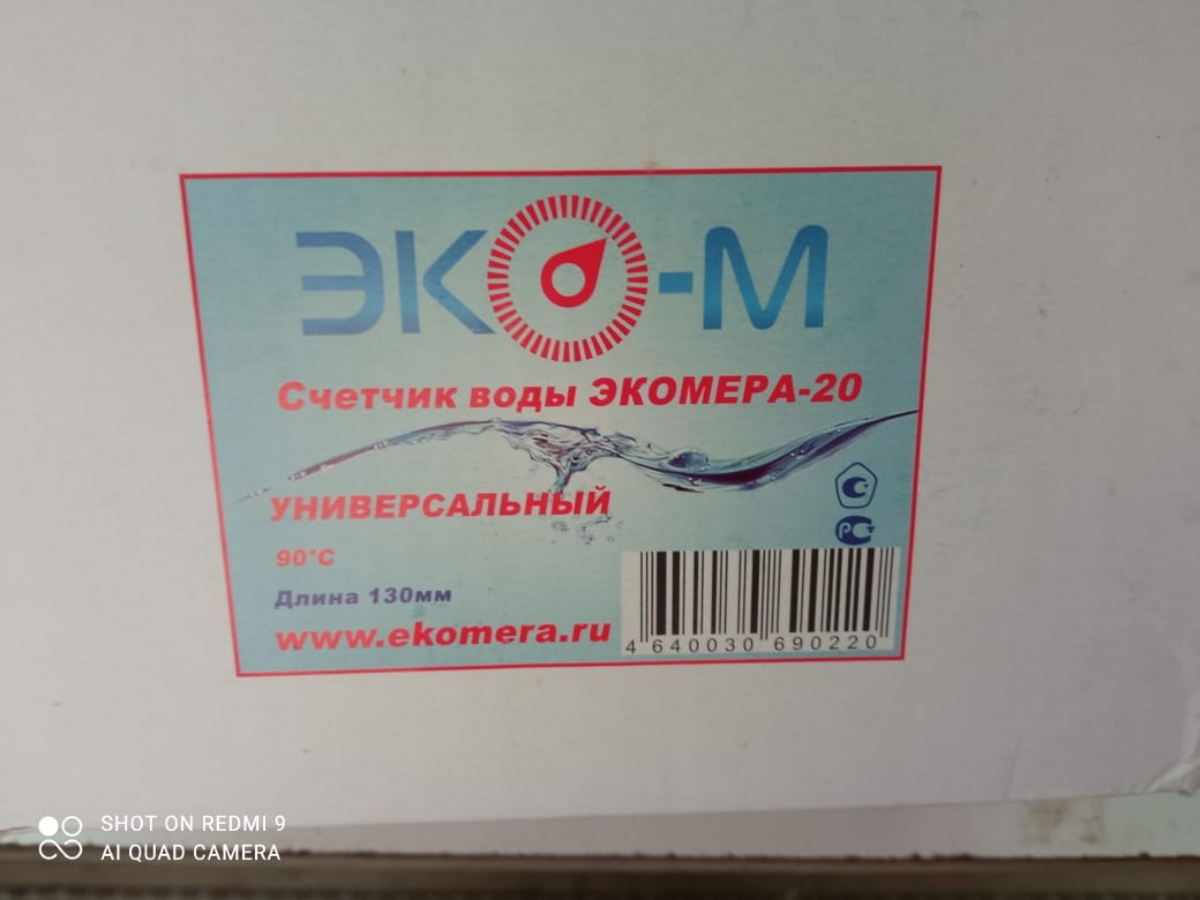 ЭКО-М
Счетчик воды ЭКОМЕРА-20
УНИВЕРСАЛЬНЫЙ
90°С
Длина 130мм
www.ekomera.ru
4 640030 690220
SHOT ON REDMI 9
AI QUAD CAMERA